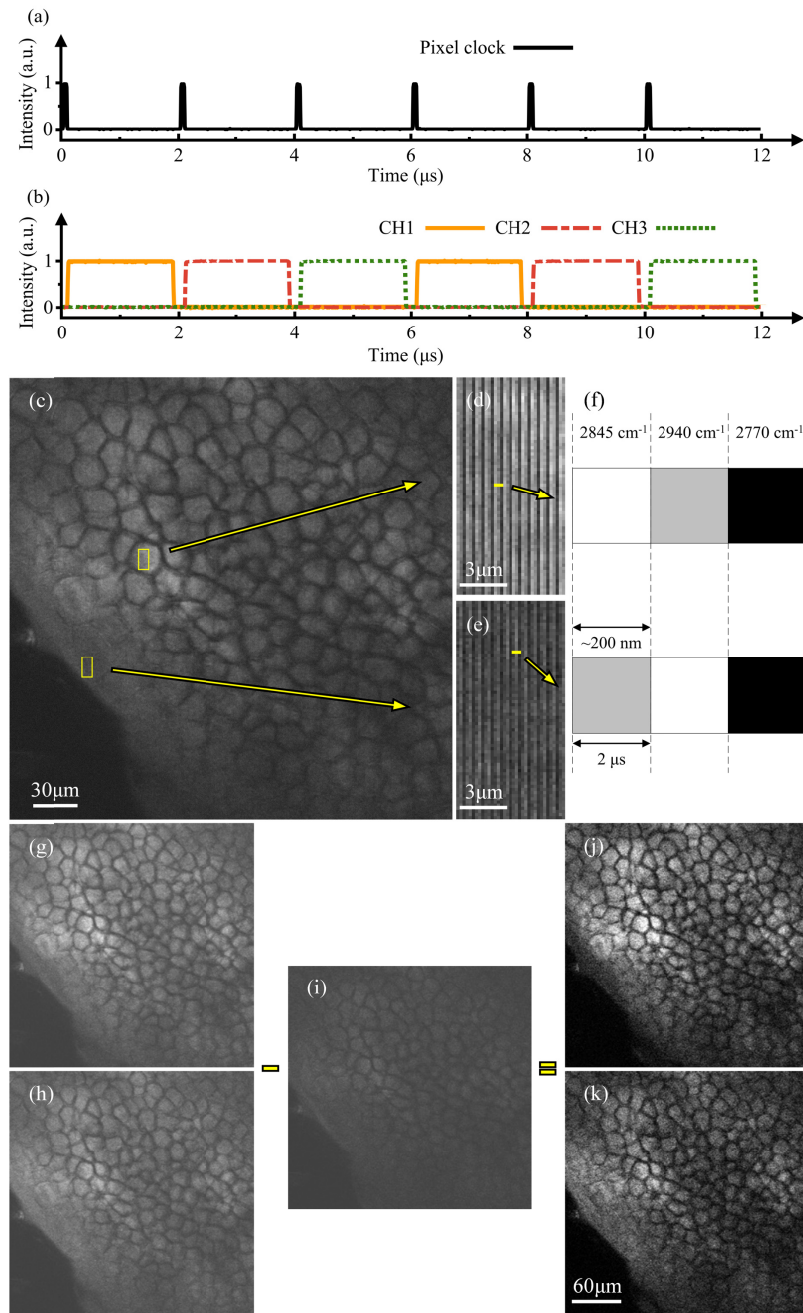 (a)
Pixel clock
Intensity (a.u.)
1
0
0 2 4 6 8 10 12
Time (μs)
(b)
CH1 CH2 CH3
Intensity (a.u.)
1
0
0 2 4 6 8 10 12
Time (μs)
(c)
30μm
(d)
3μm
(e)
3μm
(f)
2845 cm⁻¹ 2940 cm⁻¹ 2770 cm⁻¹
~200 nm
2 μs
(g)
(h)
(i)
(j)
(k)
60μm